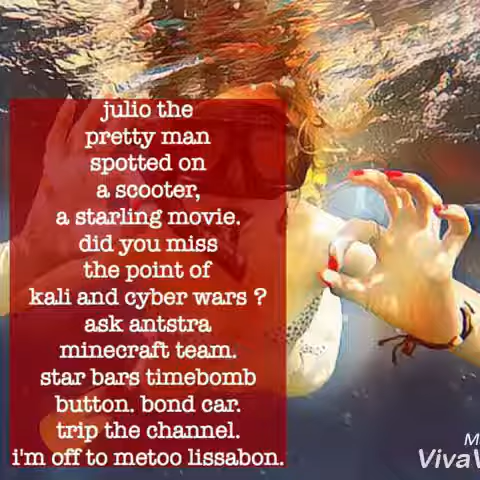 julio the
pretty man
spotted on
a scooter,
a starling movie.
did you miss
the point of
kali and cyber wars ?
ask antstra
minecraft team.
star bars timebomb
button. bond car.
trip the channel.
i'm off to metoo lissabon.